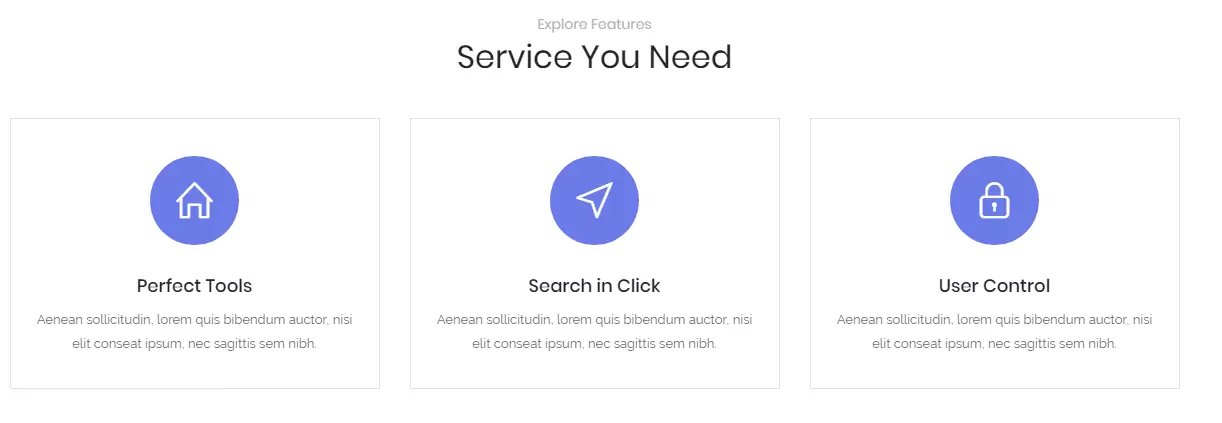 Explore Features
Service You Need
Perfect Tools
Aenean sollicitudin, lorem quis bibendum auctor, nisi
elit conseat ipsum, nec sagittis sem nibh.
Search in Click
Aenean sollicitudin, lorem quis bibendum auctor, nisi
elit conseat ipsum, nec sagittis sem nibh.
User Control
Aenean sollicitudin, lorem quis bibendum auctor, nisi
elit conseat ipsum, nec sagittis sem nibh.